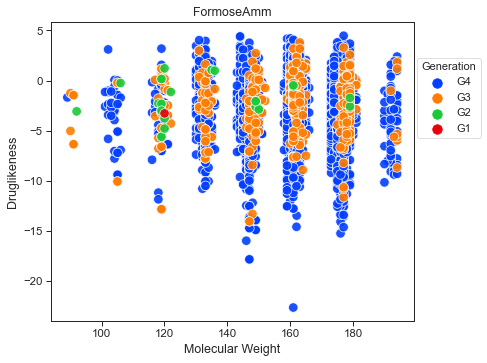 FormoseAmm
5
0
−5
−10
−15
−20
Druglikeness
100
120
140
160
180
Molecular Weight
Generation
G4
G3
G2
G1